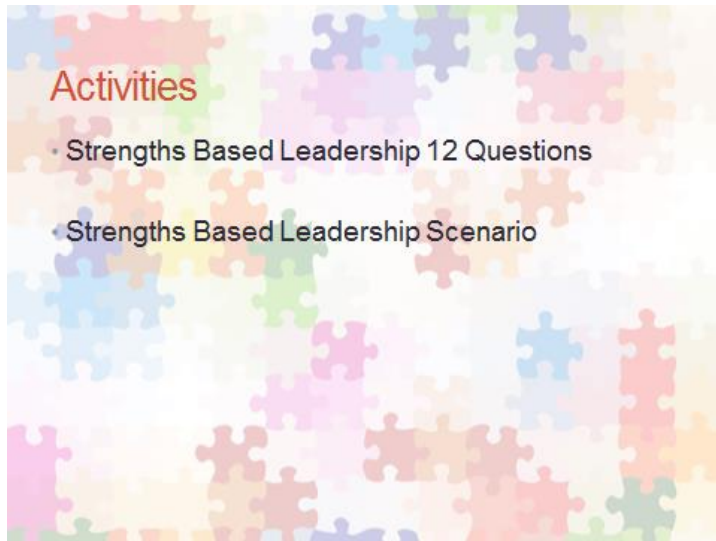 Activities
• Strengths Based Leadership 12 Questions
• Strengths Based Leadership Scenario